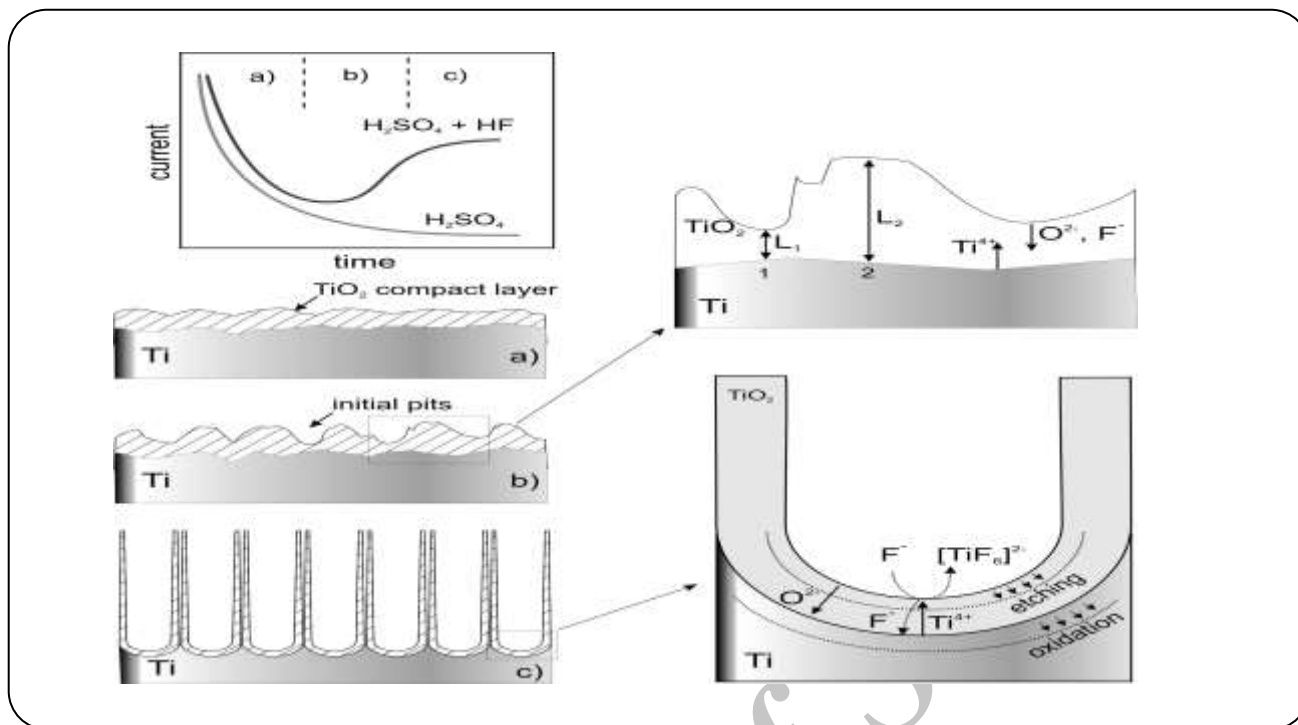 a) b) c)
H₂SO₄ + HF
H₂SO₄
current
time
TiO₂ compact layer
Ti
a)
initial pits
Ti
b)
Ti
c)
TiO₂
L₁
L₂
Ti⁴⁺
O²⁻, F⁻
1 2
Ti
TiO₂
F⁻ [TiF₆]²⁻
O²⁻
F⁻ Ti⁴⁺
etching
oxidation
Ti